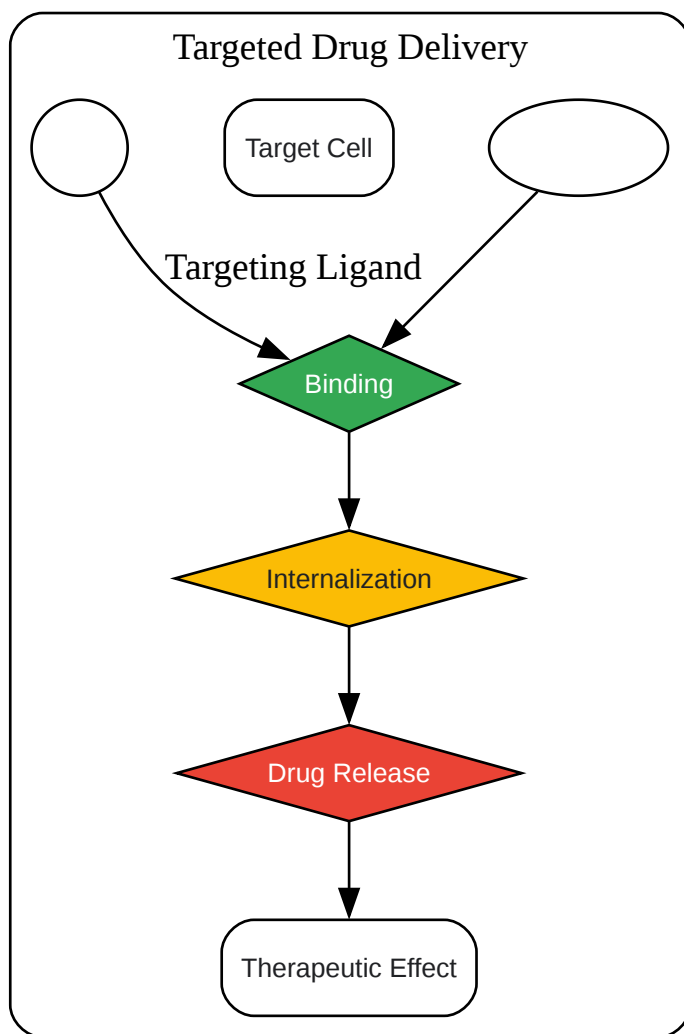 Targeted Drug Delivery
Target Cell
Targeting Ligand
Binding
Internalization
Drug Release
Therapeutic Effect